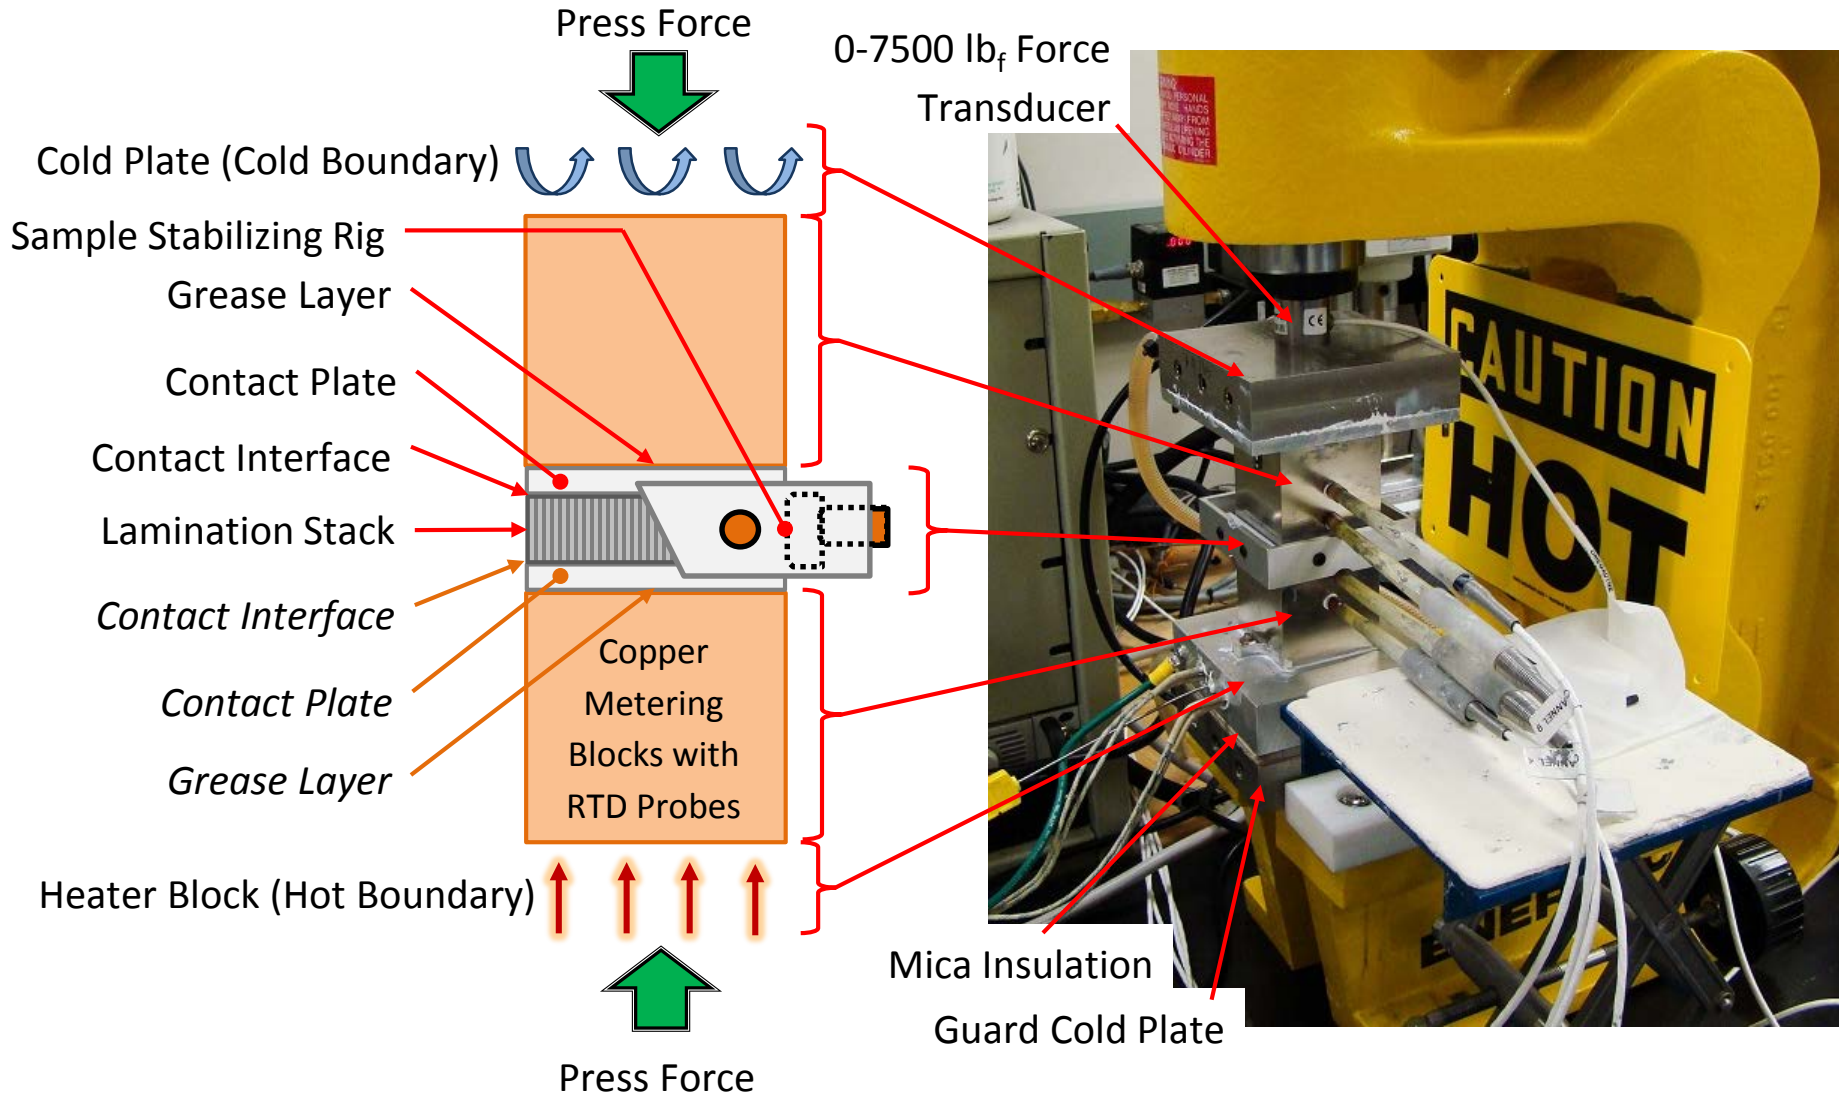 Press Force
0-7500 lbf Force
Transducer
Cold Plate (Cold Boundary)
Sample Stabilizing Rig
Grease Layer
Contact Plate
Contact Interface
Lamination Stack
Contact Interface
Contact Plate
Grease Layer
Copper
Metering
Blocks with
RTD Probes
Heater Block (Hot Boundary)
Press Force
CAUTION
HOT
CE
Mica Insulation
Guard Cold Plate